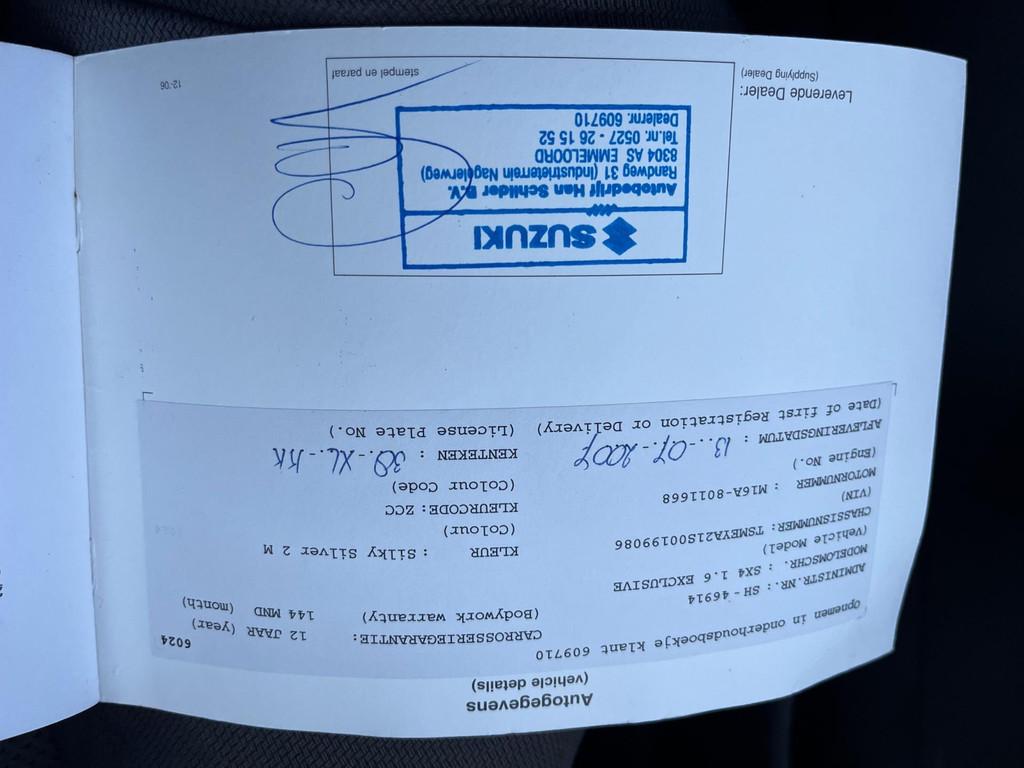 Autogegevens
(vehicle details)
Opnemen in onderhoudsboekje klant 609710
6024
ADMINISTR.NR.: SH - 46914
MODELOMSCHR. : SX4 1.6 EXCLUSIVE
(Vehicle Model)
CHASSISNUMMER: TSMEYA21S00199086
(VIN)
MOTORNUMMER : M16A-8011668
(Engine No.)
AFLEVERINGSDATUM : 13.-07.-2007
(Date of first Registration or Delivery)
CARROSSERIEGARANTIE: 12 JAAR (year)
(Bodywork warranty) 144 MND (month)
KLEUR : Silky Silver 2 M
(Colour)
KLEURCODE: ZCC
(Colour Code)
KENTEKEN : 38.-XL.-KK
(License Plate No.)
Leverende Dealer:
(Supplying Dealer)
SUZUKI
Autobedrijf Han Schilder B.V.
Randweg 31 (Industrieterrein Nagelerweg)
8304 AS EMMELOORD
Tel.nr. 0527 - 26 15 52
Dealernr. 609710
stempel en paraaf
12-06